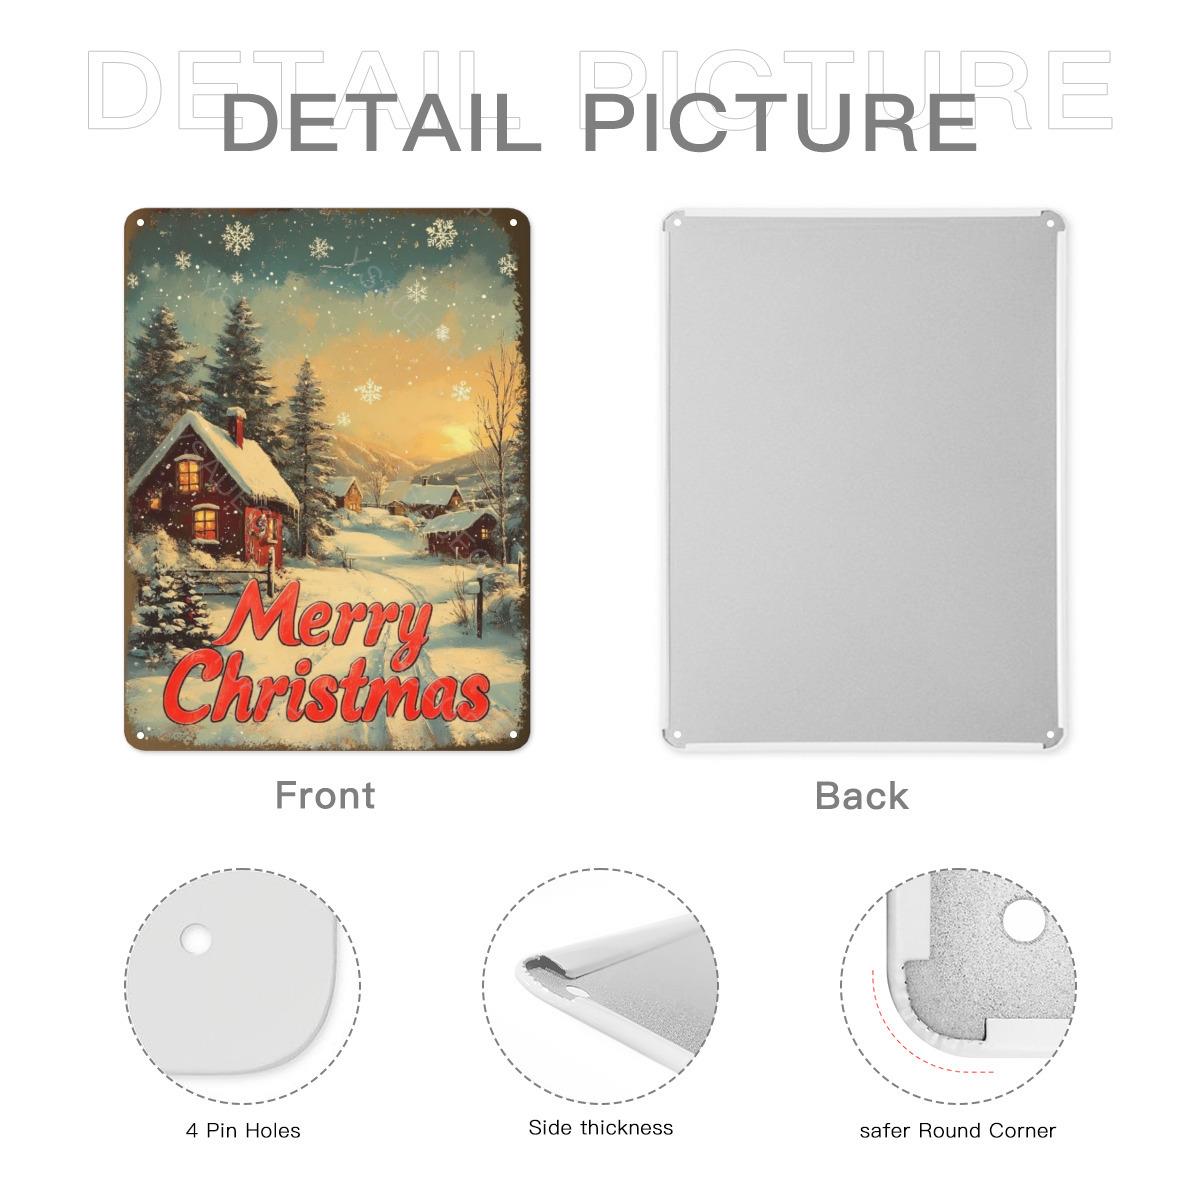 DETAIL PICTURE
DETAIL PICTURE
Merry
Christmas
Front
Back
4 Pin Holes
Side thickness
safer Round Corner